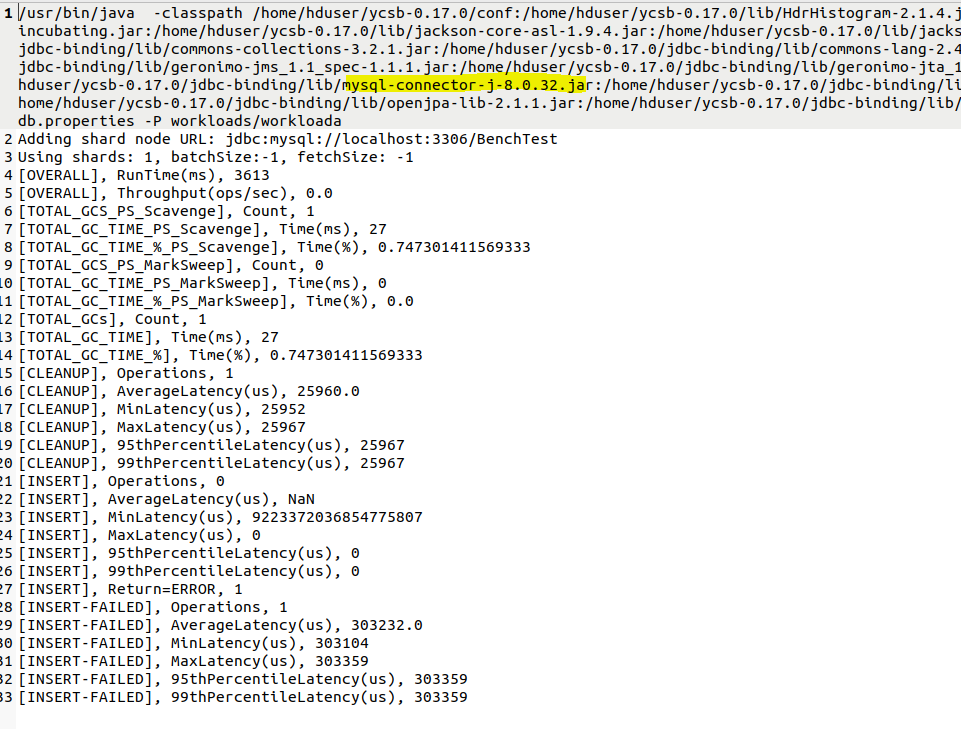 1 /usr/bin/java  -classpath /home/hduser/ycsb-0.17.0/conf:/home/hduser/ycsb-0.17.0/lib/HdrHistogram-2.1.4.j
incubating.jar:/home/hduser/ycsb-0.17.0/lib/jackson-core-asl-1.9.4.jar:/home/hduser/ycsb-0.17.0/lib/jacks
jdbc-binding/lib/commons-collections-3.2.1.jar:/home/hduser/ycsb-0.17.0/jdbc-binding/lib/commons-lang-2.4
jdbc-binding/lib/geronimo-jms_1.1_spec-1.1.1.jar:/home/hduser/ycsb-0.17.0/jdbc-binding/lib/geronimo-jta_1
hduser/ycsb-0.17.0/jdbc-binding/lib/mysql-connector-j-8.0.32.jar:/home/hduser/ycsb-0.17.0/jdbc-binding/li
home/hduser/ycsb-0.17.0/jdbc-binding/lib/openjpa-lib-2.1.1.jar:/home/hduser/ycsb-0.17.0/jdbc-binding/lib/
db.properties -P workloads/workloada
2 Adding shard node URL: jdbc:mysql://localhost:3306/BenchTest
3 Using shards: 1, batchSize:-1, fetchSize: -1
4 [OVERALL], RunTime(ms), 3613
5 [OVERALL], Throughput(ops/sec), 0.0
6 [TOTAL_GCS_PS_Scavenge], Count, 1
7 [TOTAL_GC_TIME_PS_Scavenge], Time(ms), 27
8 [TOTAL_GC_TIME_%_PS_Scavenge], Time(%), 0.747301411569333
9 [TOTAL_GCS_PS_MarkSweep], Count, 0
10 [TOTAL_GC_TIME_PS_MarkSweep], Time(ms), 0
11 [TOTAL_GC_TIME_%_PS_MarkSweep], Time(%), 0.0
12 [TOTAL_GCs], Count, 1
13 [TOTAL_GC_TIME], Time(ms), 27
14 [TOTAL_GC_TIME_%], Time(%), 0.747301411569333
15 [CLEANUP], Operations, 1
16 [CLEANUP], AverageLatency(us), 25960.0
17 [CLEANUP], MinLatency(us), 25952
18 [CLEANUP], MaxLatency(us), 25967
19 [CLEANUP], 95thPercentileLatency(us), 25967
20 [CLEANUP], 99thPercentileLatency(us), 25967
21 [INSERT], Operations, 0
22 [INSERT], AverageLatency(us), NaN
23 [INSERT], MinLatency(us), 9223372036854775807
24 [INSERT], MaxLatency(us), 0
25 [INSERT], 95thPercentileLatency(us), 0
26 [INSERT], 99thPercentileLatency(us), 0
27 [INSERT], Return=ERROR, 1
28 [INSERT-FAILED], Operations, 1
29 [INSERT-FAILED], AverageLatency(us), 303232.0
30 [INSERT-FAILED], MinLatency(us), 303104
31 [INSERT-FAILED], MaxLatency(us), 303359
32 [INSERT-FAILED], 95thPercentileLatency(us), 303359
33 [INSERT-FAILED], 99thPercentileLatency(us), 303359